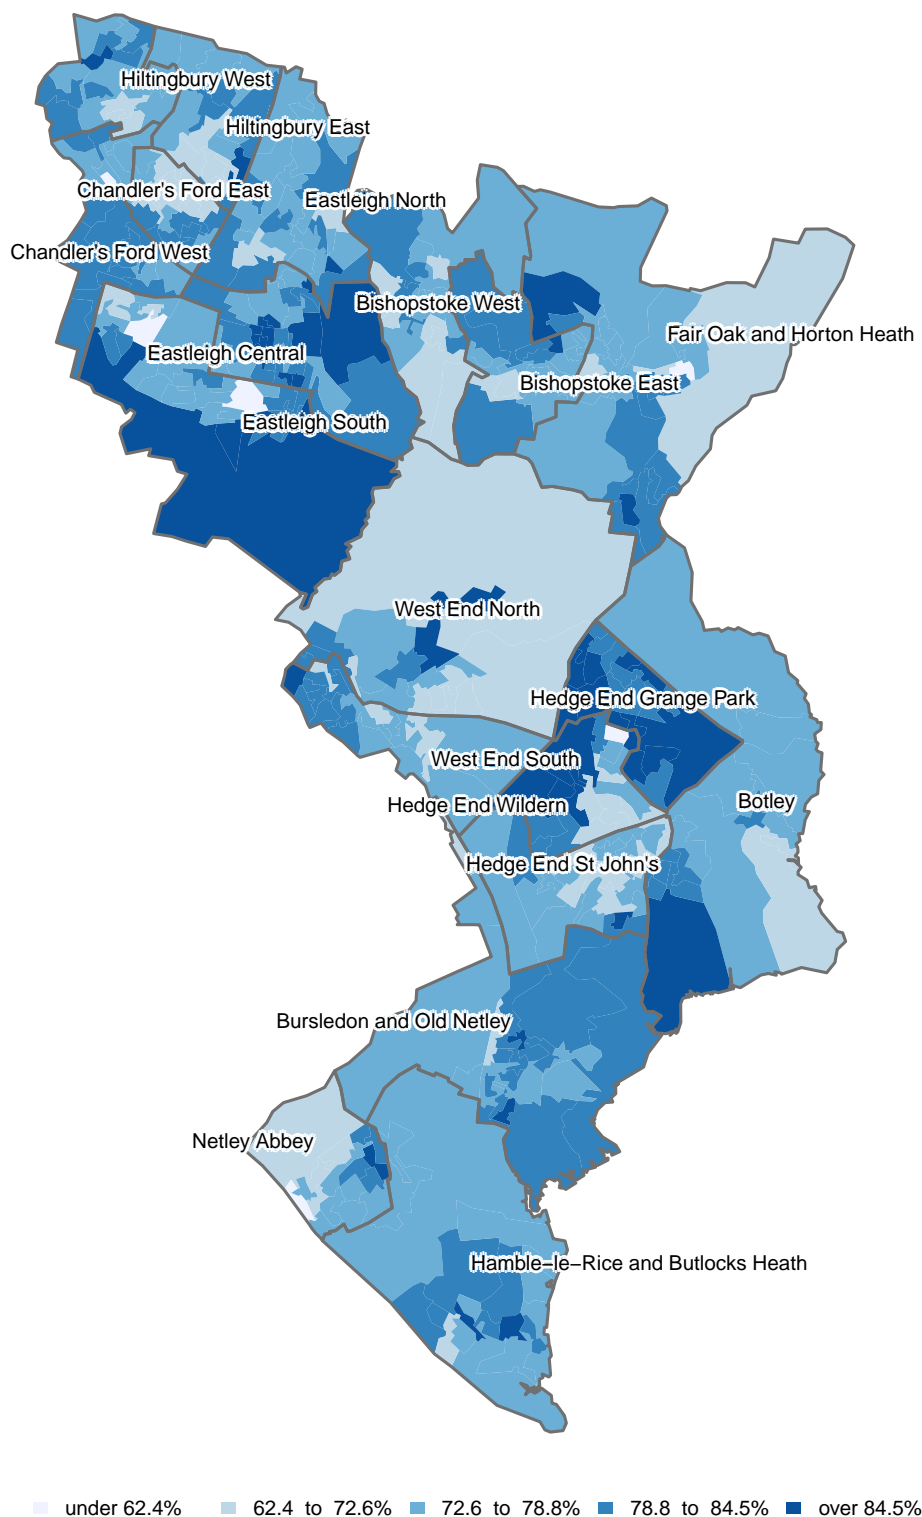 Hiltingbury West
Hiltingbury East
Chandler's Ford East
Eastleigh North
Chandler's Ford West
Bishopstoke West
Fair Oak and Horton Heath
Eastleigh Central
Bishopstoke East
Eastleigh South
West End North
Hedge End Grange Park
West End South
Botley
Hedge End Wildern
Hedge End St John's
Bursledon and Old Netley
Netley Abbey
Hamble−le−Rice and Butlocks Heath
under 62.4% 62.4 to 72.6% 72.6 to 78.8% 78.8 to 84.5% over 84.5%